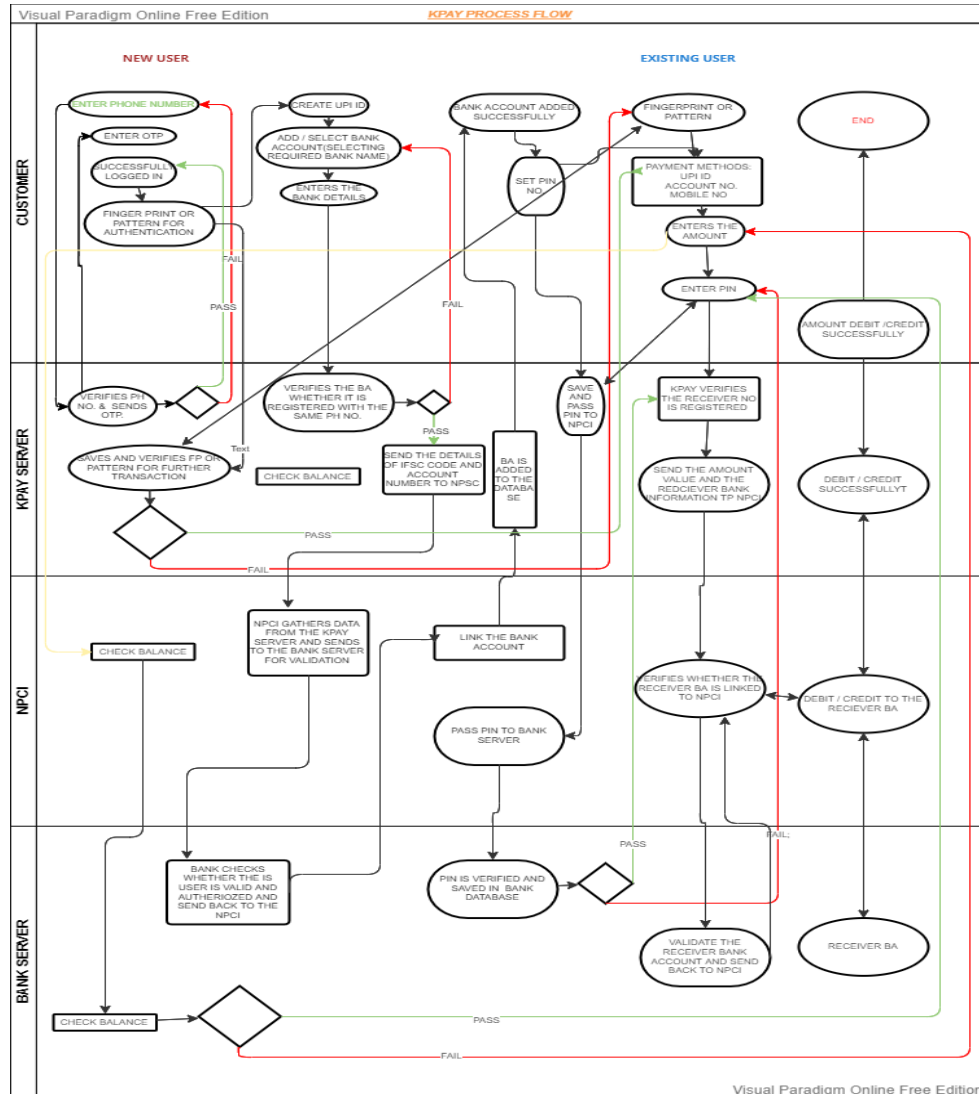 Visual Paradigm Online Free Edition
KPAY PROCESS FLOW
CUSTOMER
NEW USER
EXISTING USER
ENTER PHONE NUMBER
ENTER OTP
SUCCESSFULLY
LOGGED IN
FINGER PRINT OR
PATTERN FOR
AUTHENTICATION
FAIL
PASS
CREATE UPI ID
ADD / SELECT BANK
ACCOUNT(SELECTING
REQUIRED BANK NAME)
ENTERS THE
BANK DETAILS
FAIL
BANK ACCOUNT ADDED
SUCCESSFULLY
SET PIN
NO.
FINGERPRINT OR
PATTERN
PAYMENT METHODS:
UPI ID
ACCOUNT NO.
MOBILE NO
ENTERS THE
AMOUNT
ENTER PIN
END
AMOUNT DEBIT /CREDIT
SUCCESSFULLY
KPAY SERVER
VERIFIES PH
NO. & SENDS
OTP.
Text
SAVES AND VERIFIES FP OR
PATTERN FOR FURTHER
TRANSACTION
PASS
FAIL
VERIFIES THE BA
WHETHER IT IS
REGISTERED WITH THE
SAME PH NO.
PASS
CHECK BALANCE
SEND THE DETAILS
OF IFSC CODE AND
ACCOUNT
NUMBER TO NPSC
BA IS
ADDED
TO THE
DATABA
SE
SAVE
AND
PASS
PIN TO
NPCI
KPAY VERIFIES
THE RECEIVER NO
IS REGISTERED
SEND THE AMOUNT
VALUE AND THE
REDCIEVER BANK
INFORMATION TP NPCI
DEBIT / CREDIT
SUCCESSFULLYT
NPCI
CHECK BALANCE
NPCI GATHERS DATA
FROM THE KPAY
SERVER AND SENDS
TO THE BANK SERVER
FOR VALIDATION
LINK THE BANK
ACCOUNT
PASS PIN TO BANK
SERVER
VERIFIES WHETHER THE
RECEIVER BA IS LINKED
TO NPCI
DEBIT / CREDIT TO THE
RECIEVER BA
BANK SERVER
BANK CHECKS
WHETHER THE IS
USER IS VALID AND
AUTHERIOZED AND
SEND BACK TO THE
NPCI
PIN IS VERIFIED AND
SAVED IN BANK
DATABASE
PASS
FAIL;
VALIDATE THE
RECEIVER BANK
ACCOUNT AND SEND
BACK TO NPCI
RECEIVER BA
CHECK BALANCE
PASS
FAIL
Visual Paradigm Online Free Edition